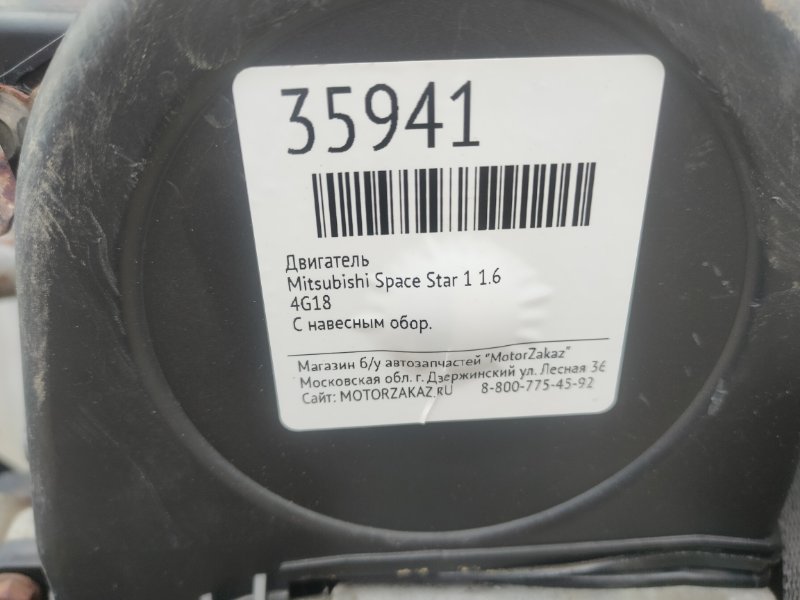 35941
Двигатель
Mitsubishi Space Star 1 1.6
4G18
С навесным обор.
Магазин б/у автозапчастей "MotorZakaz"
Московская обл. г. Дзержинский ул. Лесная 36
Сайт: MOTORZAKAZ.RU 8-800-775-45-92